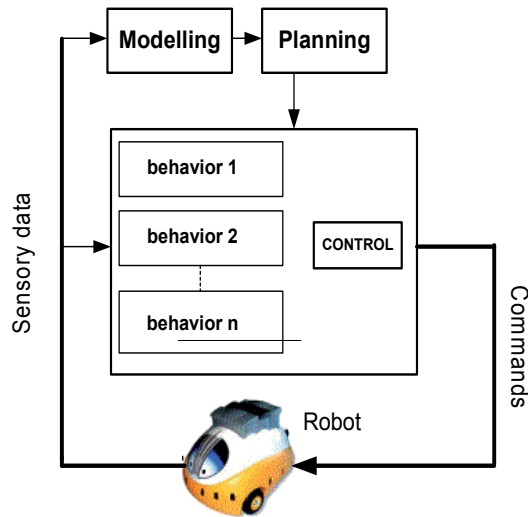 Modelling
Planning
behavior 1
behavior 2
CONTROL
behavior n
Sensory data
Commands
Robot